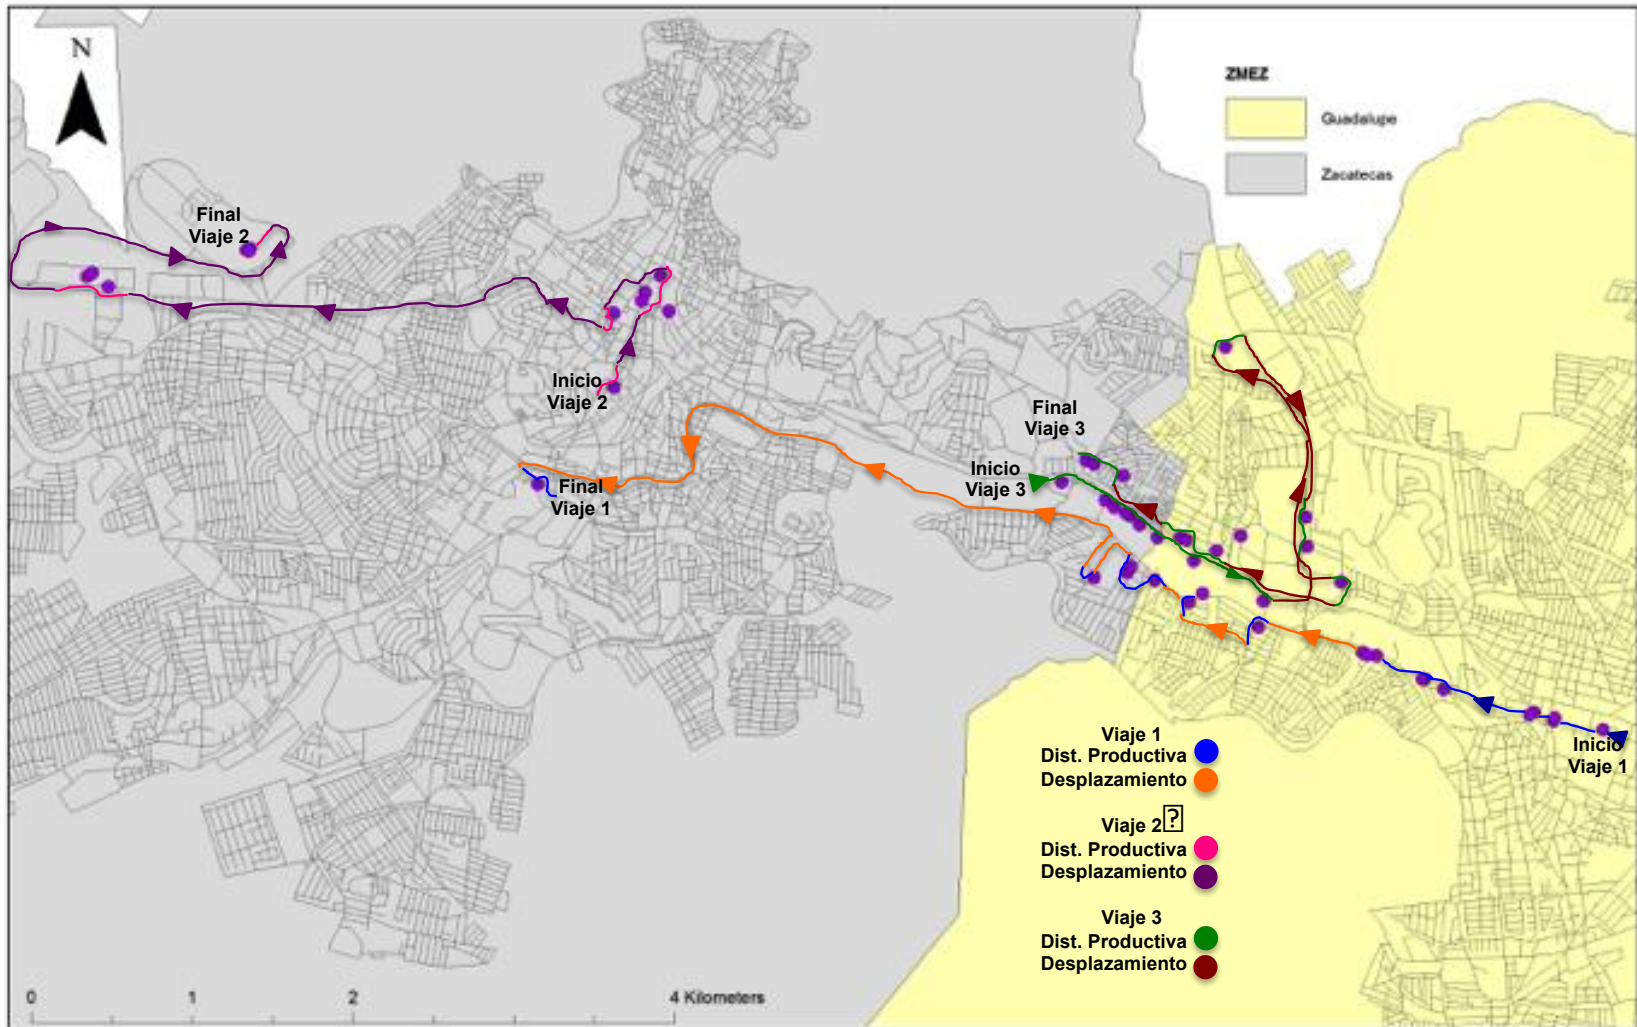 N
ZMEZ
Guadalupe
Zacatecas
Final
Viaje 2
Inicio
Viaje 2
Final
Viaje 3
Inicio
Viaje 3
Final
Viaje 1
Inicio
Viaje 1
Viaje 1
Dist. Productiva
Desplazamiento
Viaje 2
Dist. Productiva
Desplazamiento
Viaje 3
Dist. Productiva
Desplazamiento
0 1 2 4 Kilometers